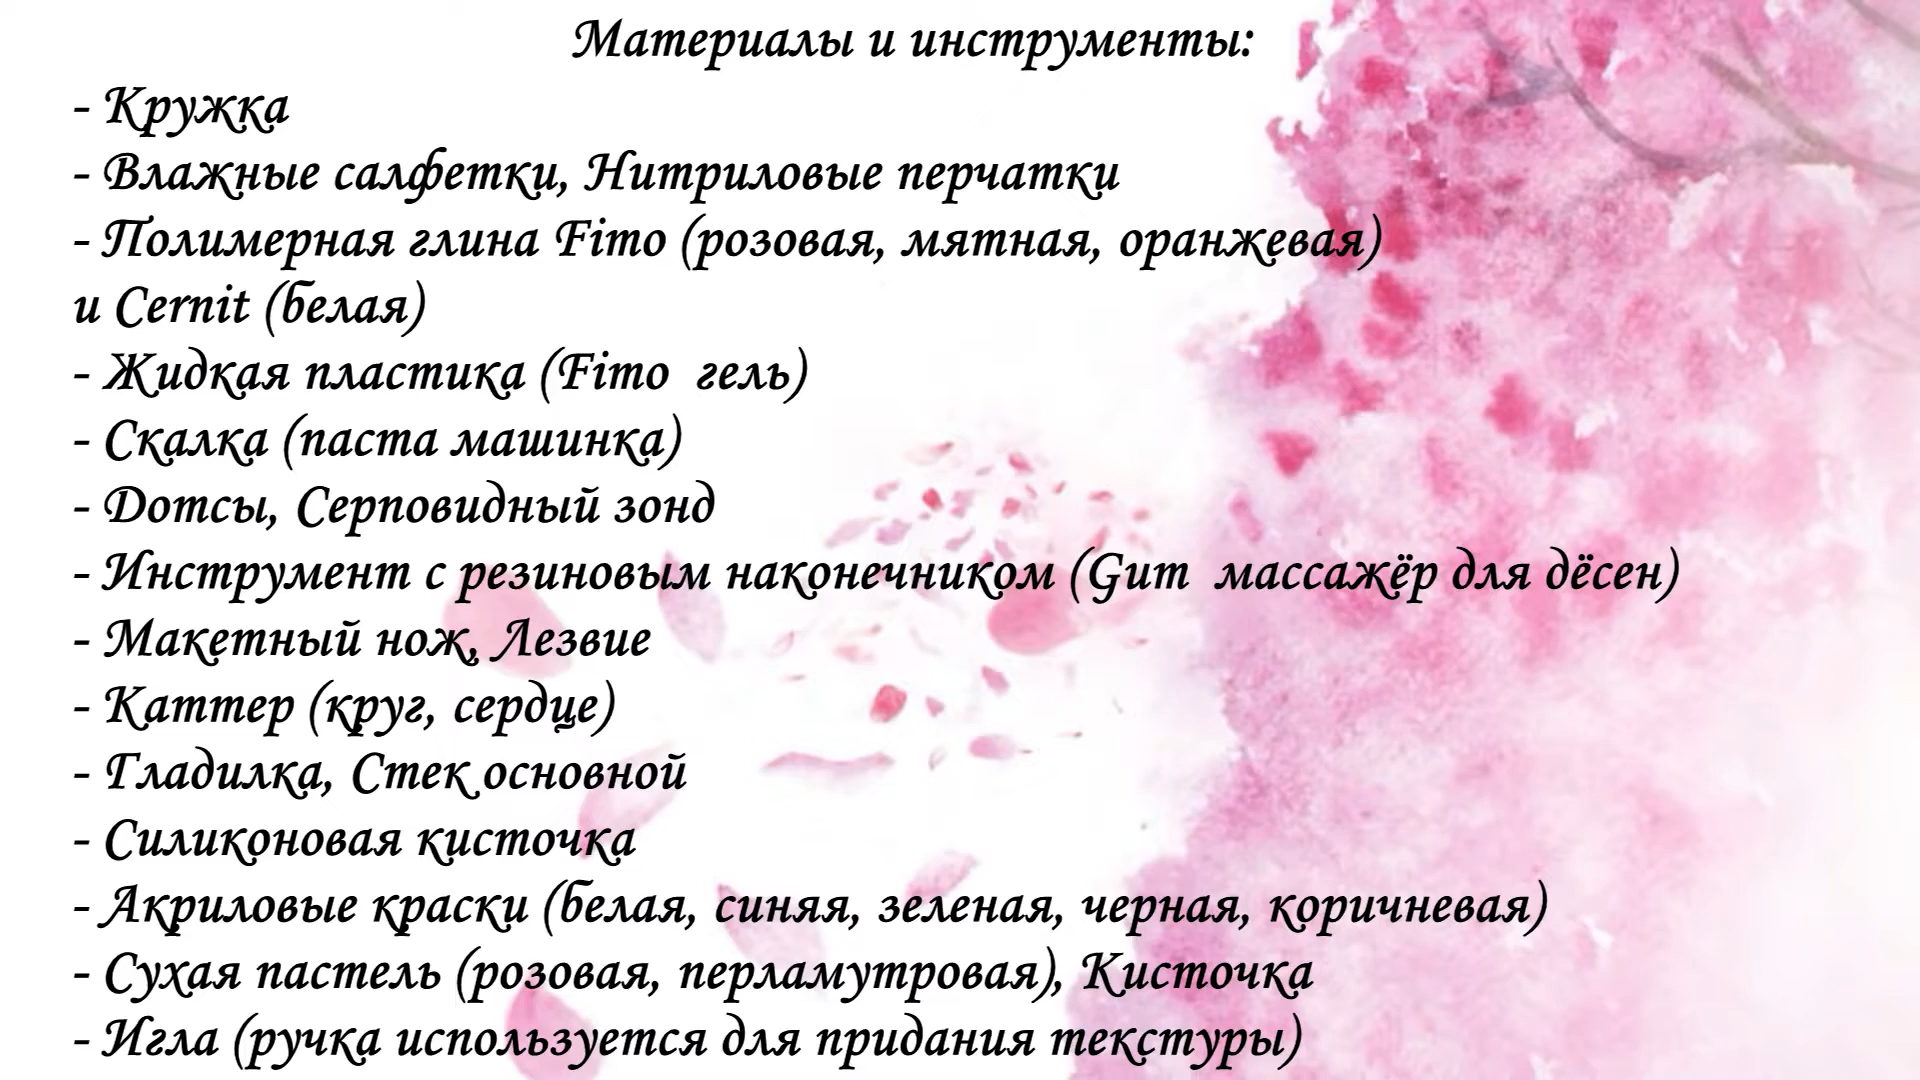 Материалы и инструменты:
- Кружка
- Влажные салфетки, Нитриловые перчатки
- Полимерная глина Fimo (розовая, мятная, оранжевая)
и Cernit (белая)
- Жидкая пластика (Fimo гель)
- Скалка (паста машинка)
- Дотсы, Серповидный зонд
- Инструмент с резиновым наконечником (Gum массажёр для дёсен)
- Макетный нож, Лезвие
- Каттер (круг, сердце)
- Гладилка, Стек основной
- Силиконовая кисточка
- Акриловые краски (белая, синяя, зеленая, черная, коричневая)
- Сухая пастель (розовая, перламутровая), Кисточка
- Игла (ручка используется для придания текстуры)